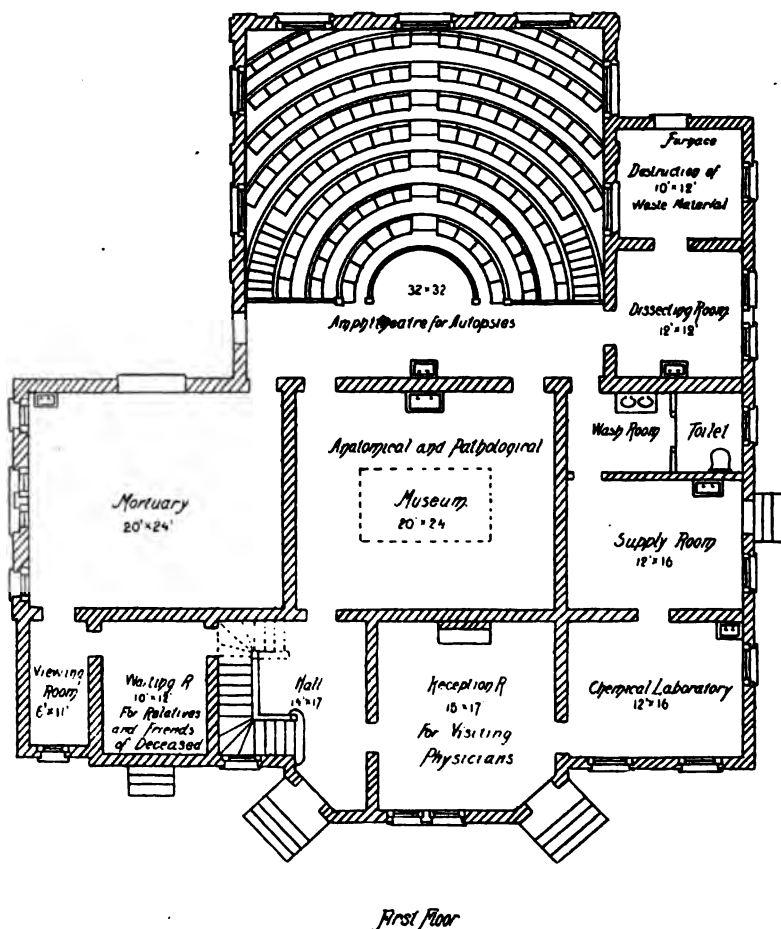 Furnace
Destruction of
10' × 12'
Waste Material
32 × 32
Amphitheatre for Autopsies
Dissecting Room
12' × 12'
Wash Room
Toilet
Anatomical and Pathological
Museum
20' × 24
Mortuary
20' × 24'
Supply Room
12' × 16
Viewing
Room
6' × 11'
Waiting R
10' × 12'
For Relatives
and Friends
of Deceased
Hall
14' × 17
Reception R
15 × 17
For Visiting
Physicians
Chemical Laboratory
12' × 16
First Floor